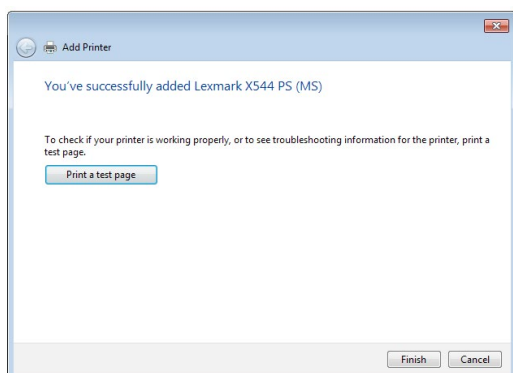 Add Printer
You've successfully added Lexmark X544 PS (MS)
To check if your printer is working properly, or to see troubleshooting information for the printer, print a
test page.
Print a test page
Finish Cancel